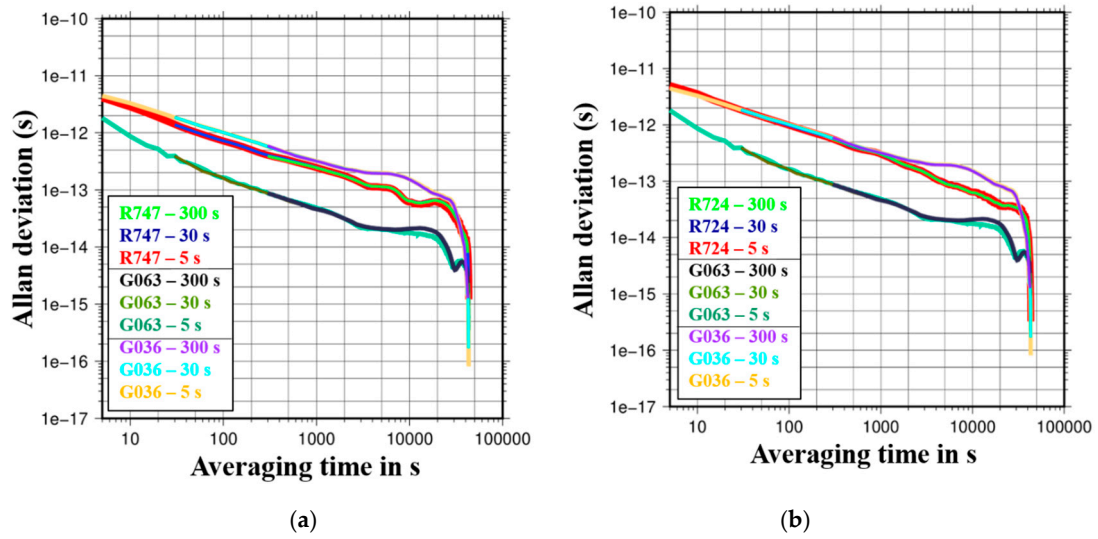 1e-10
1e-11
1e-12
1e-13
1e-14
1e-15
1e-16
1e-17
Allan deviation (s)
R747 – 300 s
R747 – 30 s
R747 – 5 s
G063 – 300 s
G063 – 30 s
G063 – 5 s
G036 – 300 s
G036 – 30 s
G036 – 5 s
10 100 1000 10000 100000
Averaging time in s
(a)
1e-10
1e-11
1e-12
1e-13
1e-14
1e-15
1e-16
1e-17
Allan deviation (s)
R724 – 300 s
R724 – 30 s
R724 – 5 s
G063 – 300 s
G063 – 30 s
G063 – 5 s
G036 – 300 s
G036 – 30 s
G036 – 5 s
10 100 1000 10000 100000
Averaging time in s
(b)